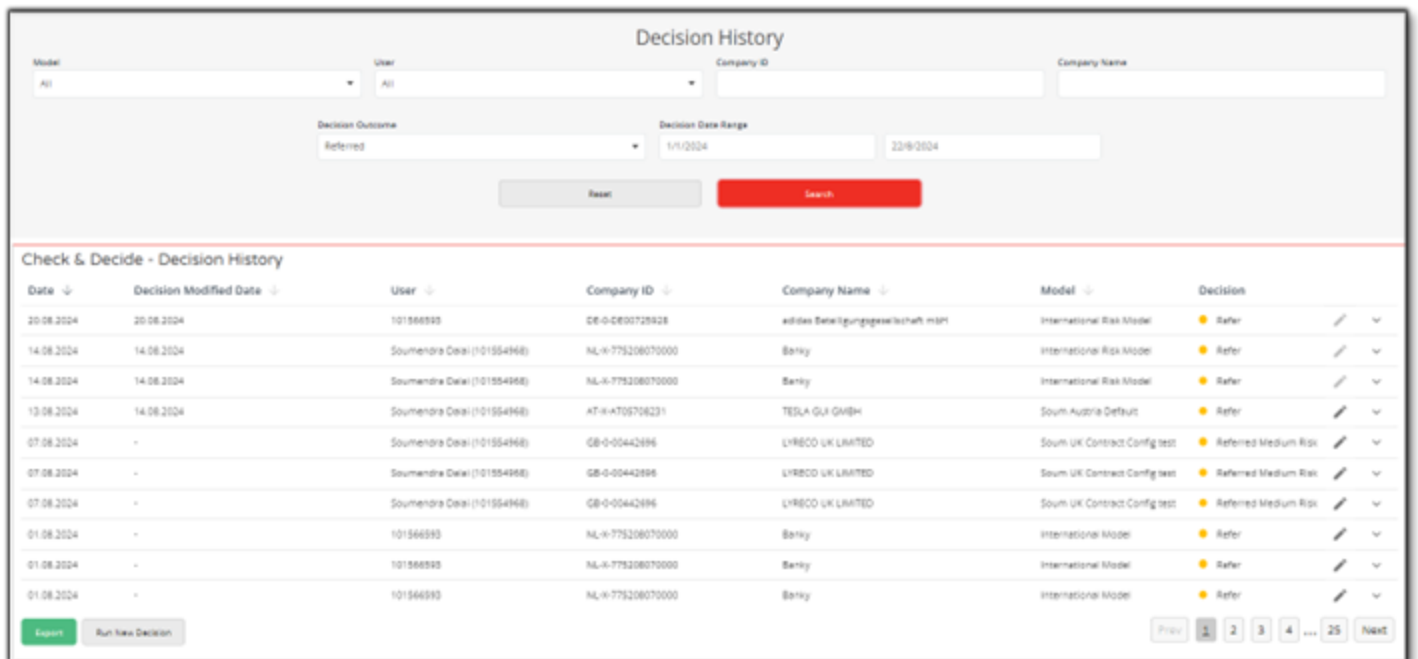 Decision History
Model User Company ID Company Name
All All
Decision Outcome Decision Date Range
Referred 1/1/2024 22/8/2024
Reset Search
Check & Decide - Decision History
Date Decision Modified Date User Company ID Company Name Model Decision
20.08.2024 20.08.2024 101566593 DE-0-DE00725928 adidas Beteiligungsgesellschaft mbH International Risk Model Refer
14.08.2024 14.08.2024 Soumendra Dalai (101554968) NL-X-775208070000 Banky International Risk Model Refer
14.08.2024 14.08.2024 Soumendra Dalai (101554968) NL-X-775208070000 Banky International Risk Model Refer
13.08.2024 14.08.2024 Soumendra Dalai (101554968) AT-X-AT05708231 TESLA GUI GMBH Soum Austria Default Refer
07.08.2024 - Soumendra Dalai (101554968) GB-0-00442696 LYRECO UK LIMITED Soum UK Contract Config test Referred Medium Risk
07.08.2024 - Soumendra Dalai (101554968) GB-0-00442696 LYRECO UK LIMITED Soum UK Contract Config test Referred Medium Risk
07.08.2024 - Soumendra Dalai (101554968) GB-0-00442696 LYRECO UK LIMITED Soum UK Contract Config test Referred Medium Risk
01.08.2024 - 101566593 NL-X-775208070000 Banky International Model Refer
01.08.2024 - 101566593 NL-X-775208070000 Banky International Model Refer
01.08.2024 - 101566593 NL-X-775208070000 Banky International Model Refer
Export Run New Decision Prev 1 2 3 4 ... 25 Next